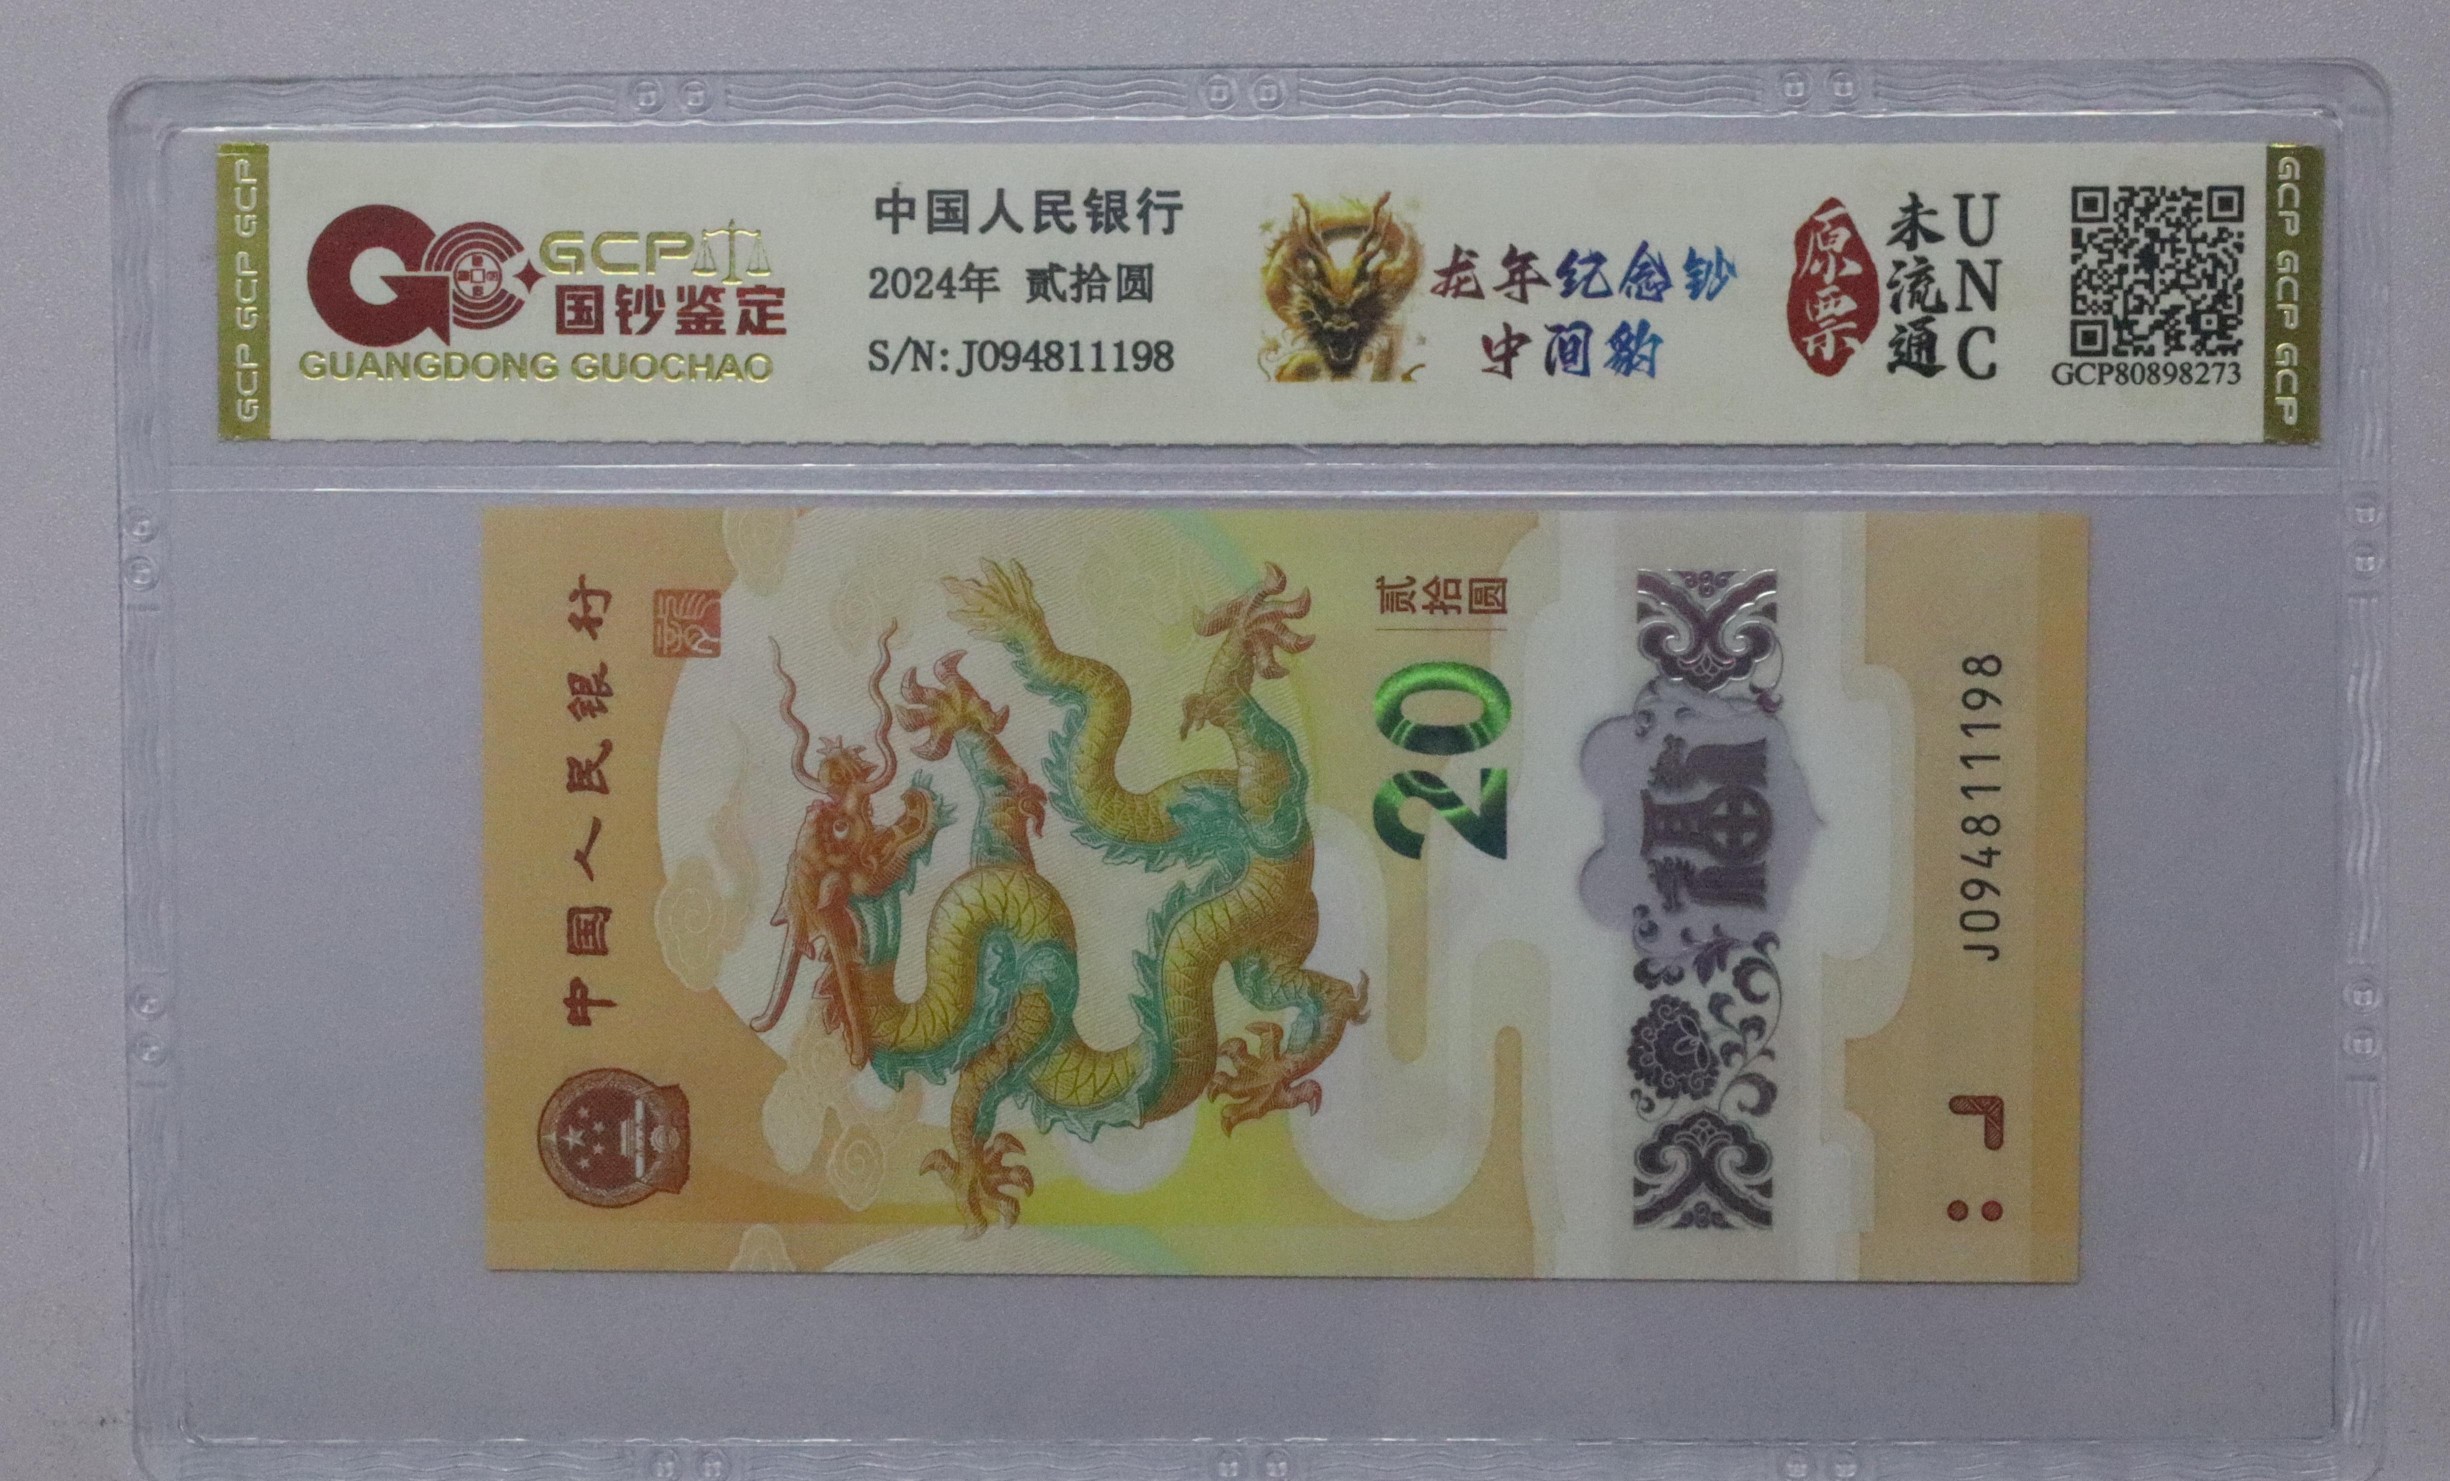 GCP GCP GCP
GCP
国钞鉴定
GUANGDONG GUOCHAO
中国人民银行
2024年 贰拾圆
S/N: J094811198
龙年纪念钞
中间豹
原票
未流通
UNC
GCP80898273
GCP GCP GCP
中国人民银行
贰拾圆
20
福
J094811198